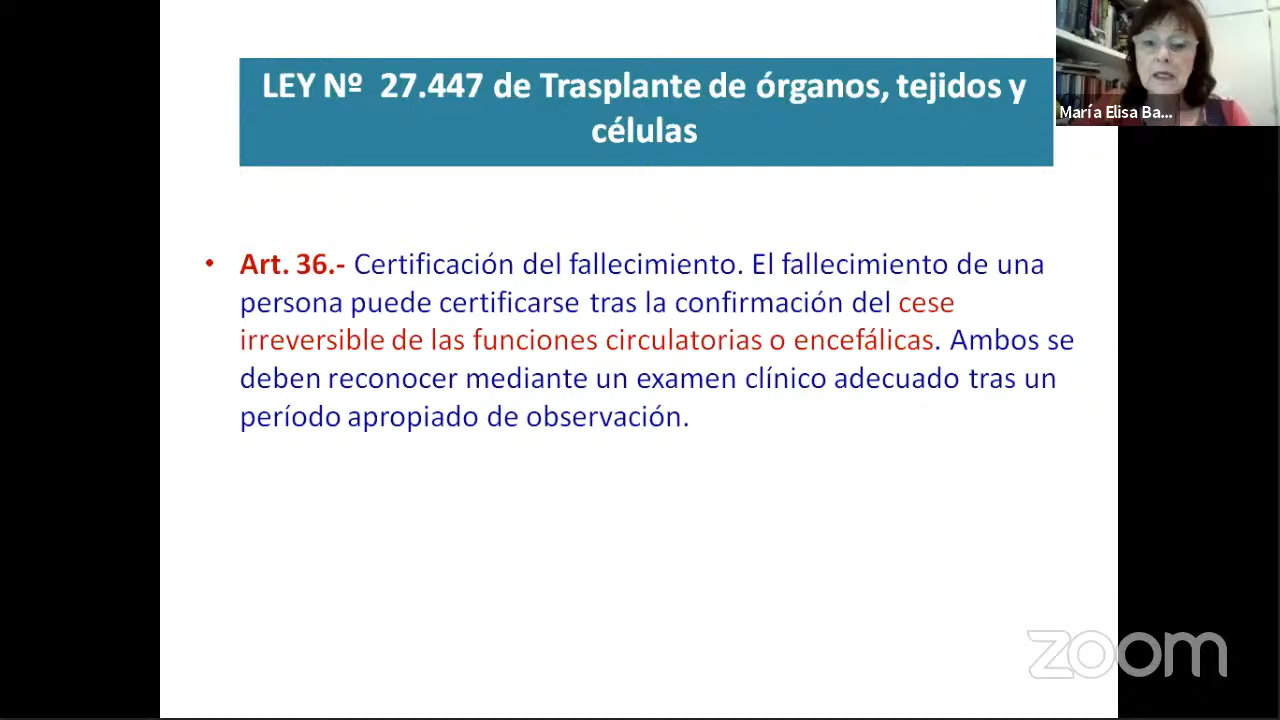 LEY Nº 27.447 de Trasplante de órganos, tejidos y
células
María Elisa Ba...
• Art. 36.- Certificación del fallecimiento. El fallecimiento de una
persona puede certificarse tras la confirmación del cese
irreversible de las funciones circulatorias o encefálicas. Ambos se
deben reconocer mediante un examen clínico adecuado tras un
período apropiado de observación.
zoom